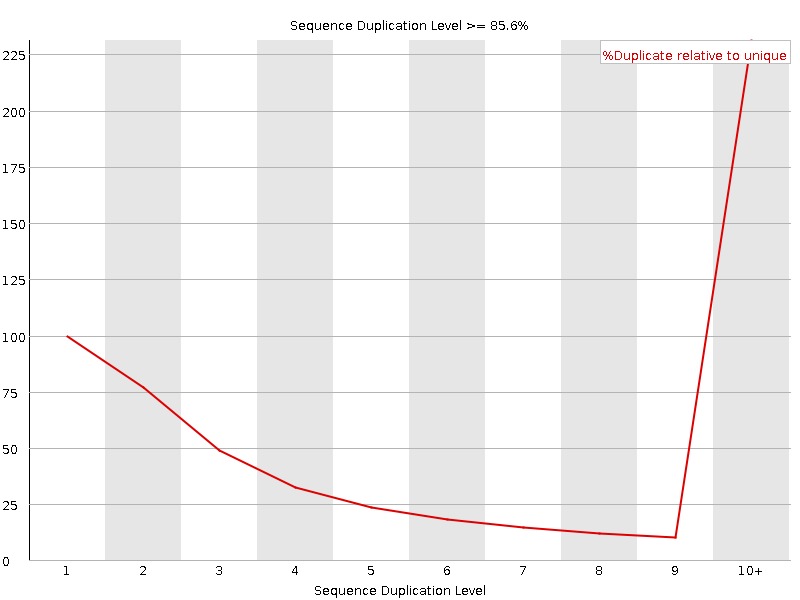 Sequence Duplication Level >= 85.6%
%Duplicate relative to unique
225
200
175
150
125
100
75
50
25
0
1 2 3 4 5 6 7 8 9 10+
Sequence Duplication Level